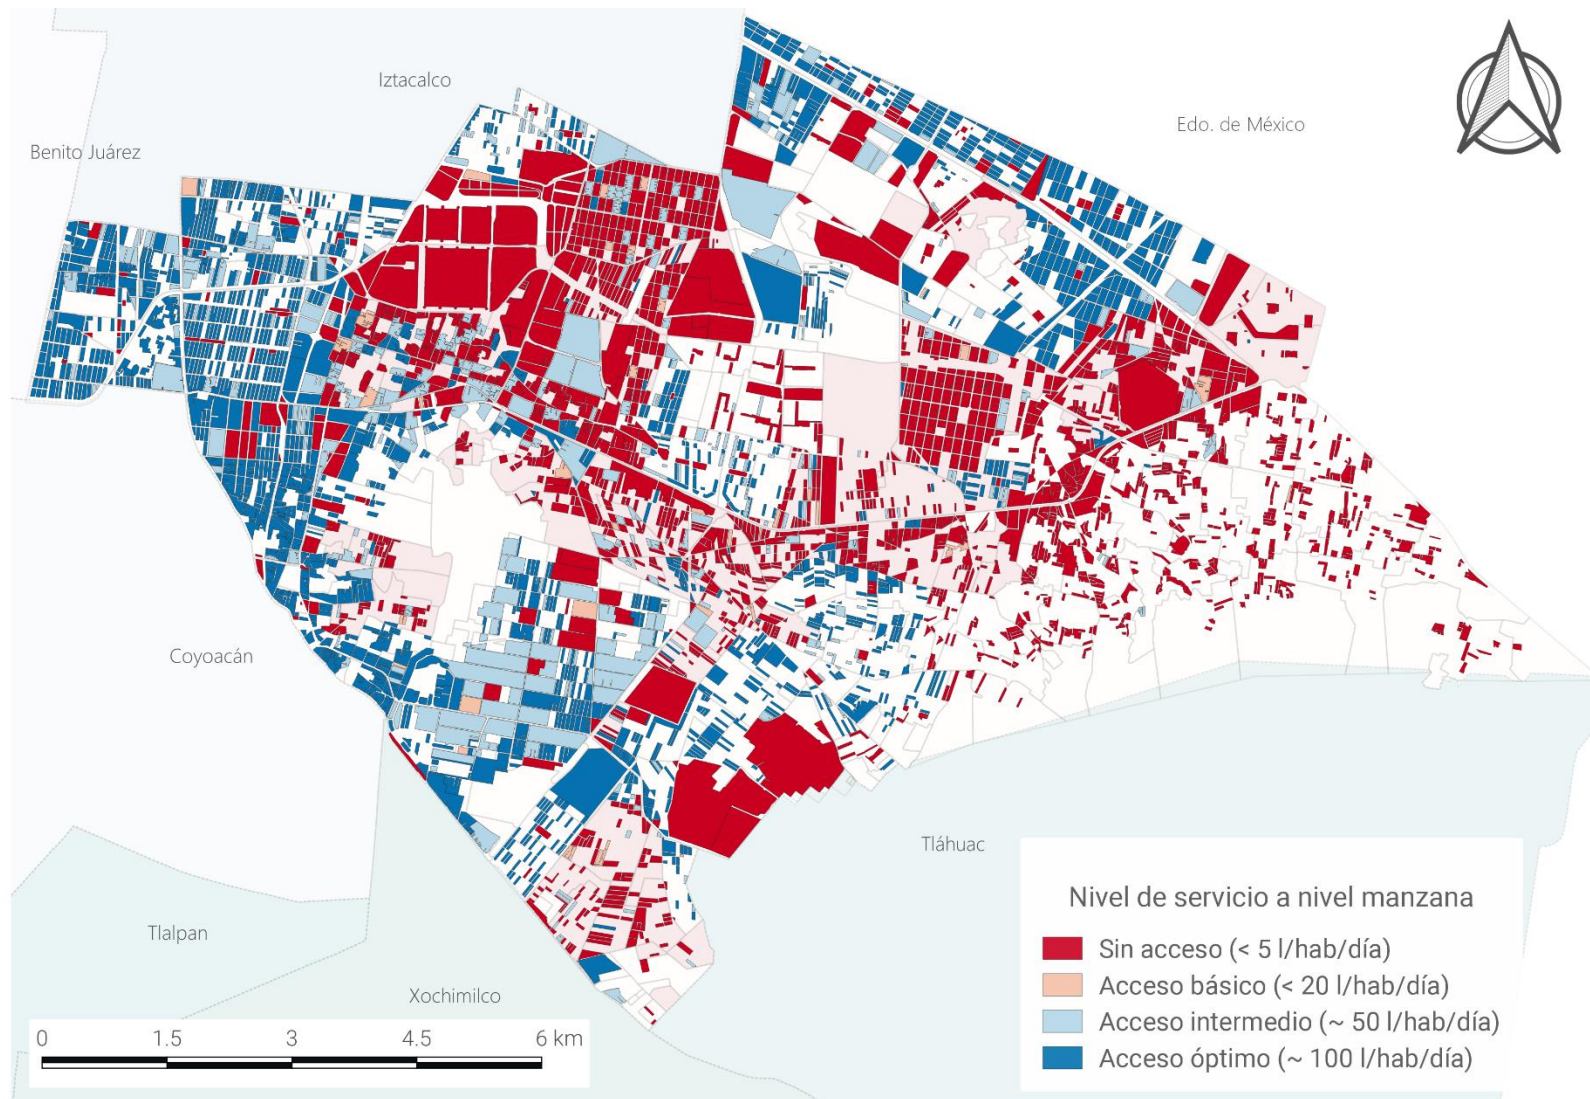 Iztacalco
Edo. de México
Benito Juárez
Coyoacán
Tláhuac
Tlalpan
Xochimilco
Nivel de servicio a nivel manzana
Sin acceso (< 5 l/hab/día)
Acceso básico (< 20 l/hab/día)
Acceso intermedio (~ 50 l/hab/día)
Acceso óptimo (~ 100 l/hab/día)
0 1.5 3 4.5 6 km